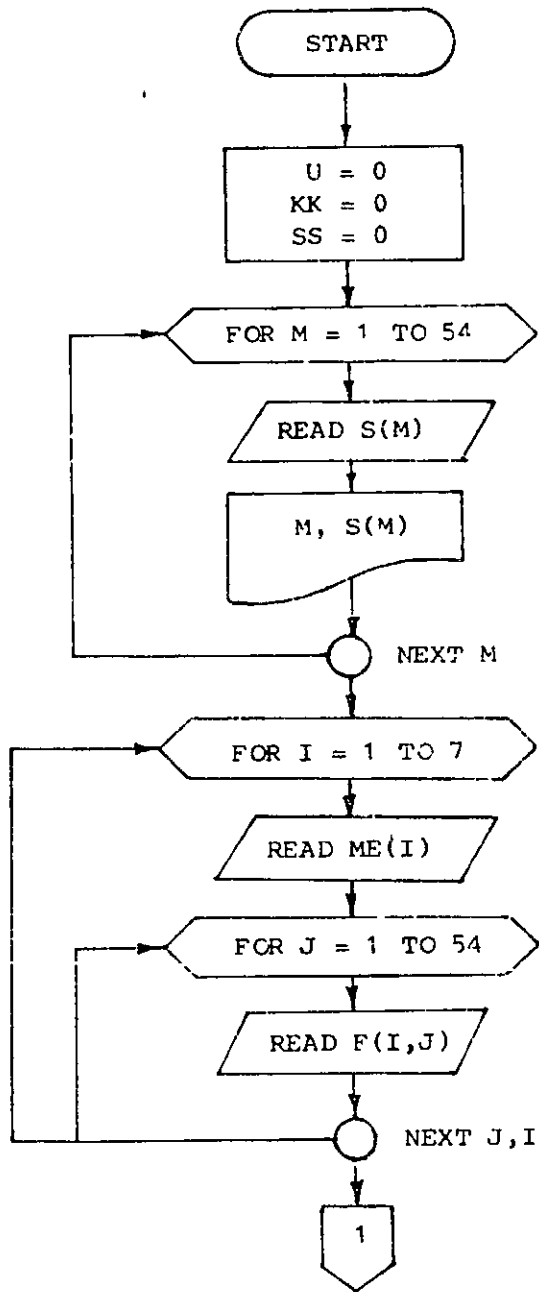 START
U = 0
KK = 0
SS = 0
FOR M = 1 TO 54
READ S(M)
M, S(M)
NEXT M
FOR I = 1 TO 7
READ ME(I)
FOR J = 1 TO 54
READ F(I,J)
NEXT J,I
1